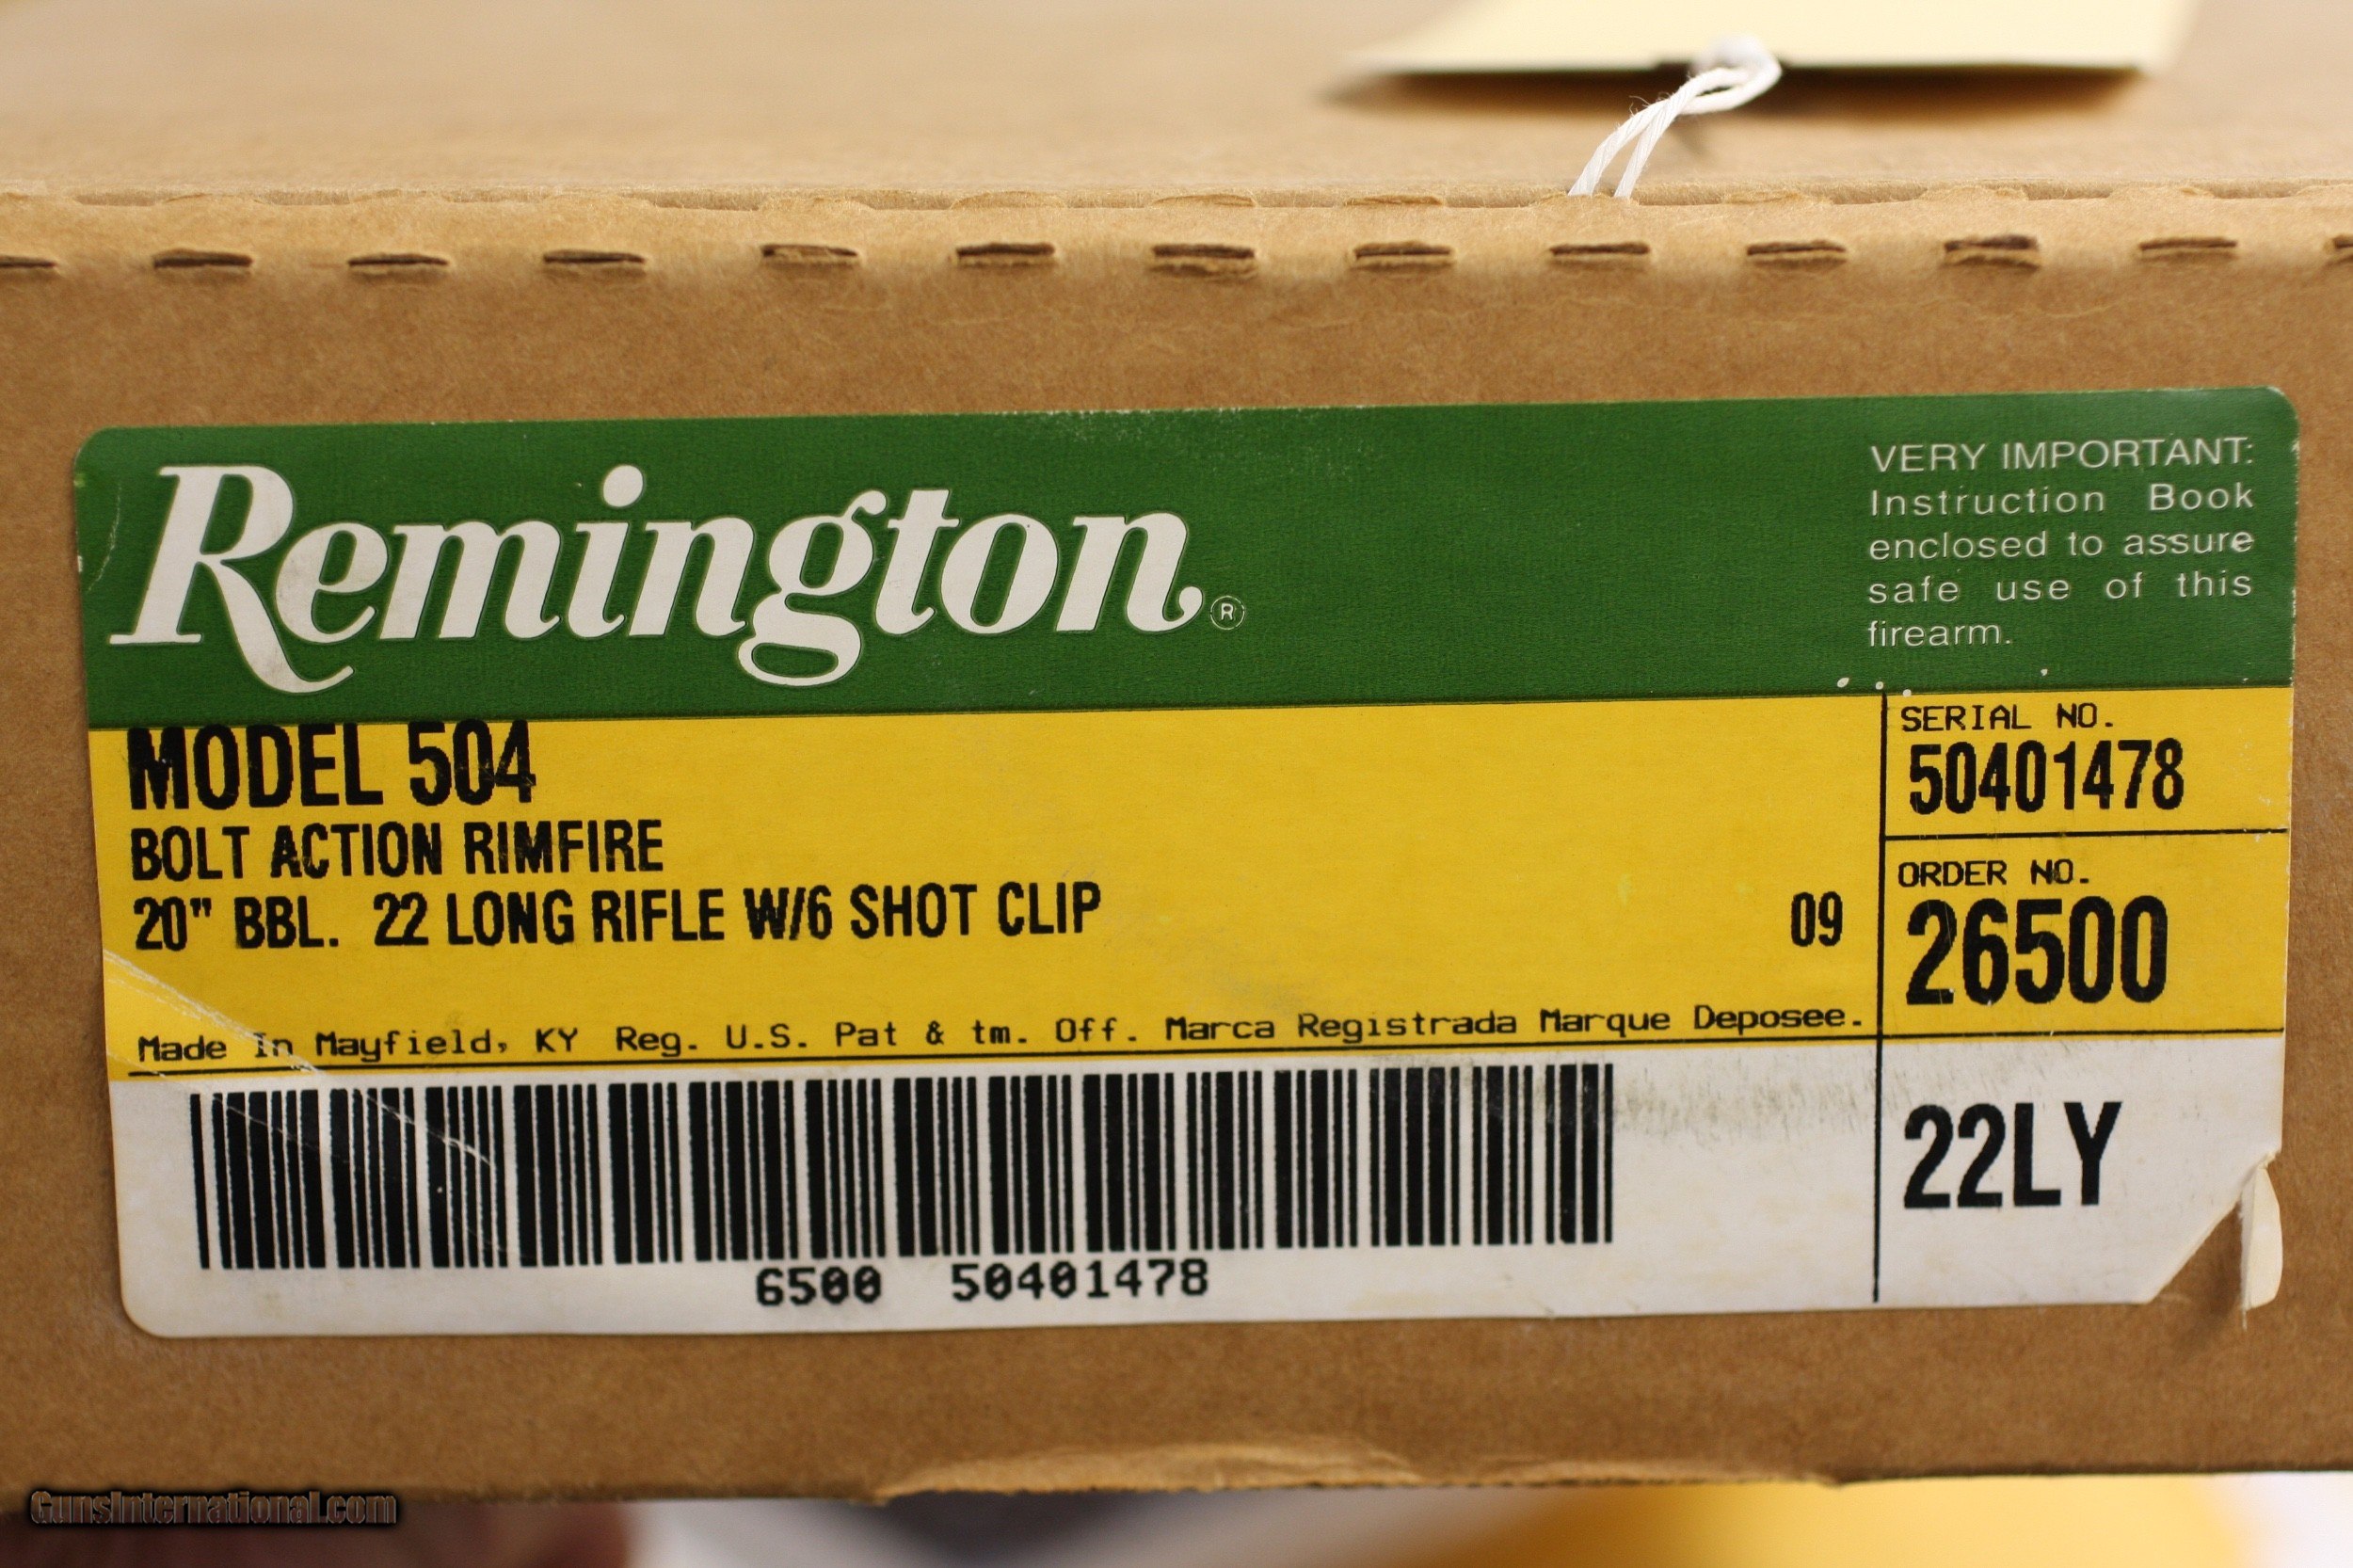 Remington®
VERY IMPORTANT:
Instruction Book
enclosed to assure
safe use of this
firearm.
MODEL 504
BOLT ACTION RIMFIRE
20" BBL. 22 LONG RIFLE W/6 SHOT CLIP
09
Made In Mayfield, KY Reg. U.S. Pat & tm. Off. Marca Registrada Marque Deposee.
SERIAL NO.
50401478
ORDER NO.
26500
22LY
6500 50401478
GunsInternational.com